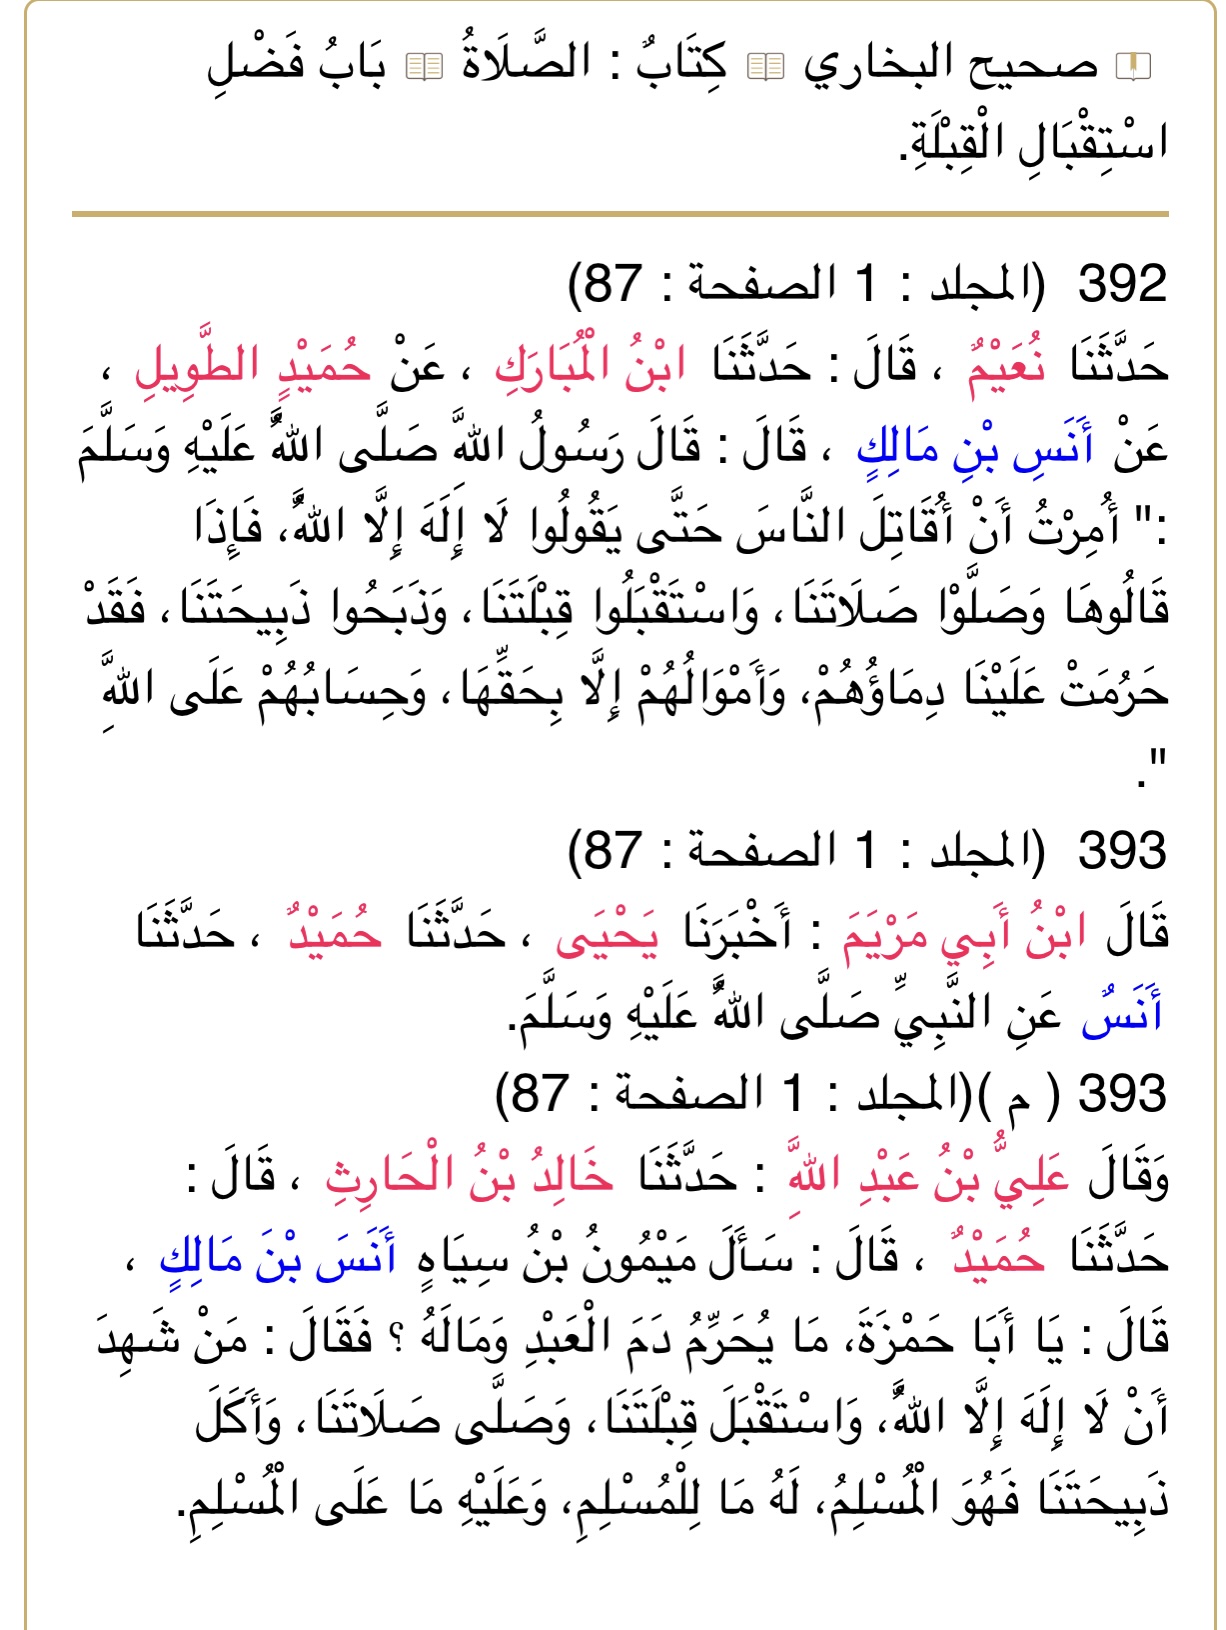 صحيح البخاري كِتَابٌ : الصَّلَاةُ بَابُ فَضْلِ
اسْتِقْبَالِ الْقِبْلَةِ.
392 (المجلد : 1 الصفحة : 87)
حَدَّثَنَا نُعَيْمٌ ، قَالَ : حَدَّثَنَا ابْنُ الْمُبَارَكِ ، عَنْ حُمَيْدٍ الطَّوِيلِ ،
عَنْ أَنَسِ بْنِ مَالِكٍ ، قَالَ : قَالَ رَسُولُ اللَّهِ صَلَّى اللَّهُ عَلَيْهِ وَسَلَّمَ
:" أُمِرْتُ أَنْ أُقَاتِلَ النَّاسَ حَتَّى يَقُولُوا لَا إِلَهَ إِلَّا اللَّهُ، فَإِذَا
قَالُوهَا وَصَلَّوْا صَلَاتَنَا، وَاسْتَقْبَلُوا قِبْلَتَنَا، وَذَبَحُوا ذَبِيحَتَنَا، فَقَدْ
حَرُمَتْ عَلَيْنَا دِمَاؤُهُمْ، وَأَمْوَالُهُمْ إِلَّا بِحَقِّهَا، وَحِسَابُهُمْ عَلَى اللَّهِ
".
393 (المجلد : 1 الصفحة : 87)
قَالَ ابْنُ أَبِي مَرْيَمَ : أَخْبَرَنَا يَحْيَى ، حَدَّثَنَا حُمَيْدٌ ، حَدَّثَنَا
أَنَسٌ عَنِ النَّبِيِّ صَلَّى اللَّهُ عَلَيْهِ وَسَلَّمَ.
393 ( م )(المجلد : 1 الصفحة : 87)
وَقَالَ عَلِيُّ بْنُ عَبْدِ اللَّهِ : حَدَّثَنَا خَالِدُ بْنُ الْحَارِثِ ، قَالَ :
حَدَّثَنَا حُمَيْدٌ ، قَالَ : سَأَلَ مَيْمُونُ بْنُ سِيَاهٍ أَنَسَ بْنَ مَالِكٍ ،
قَالَ : يَا أَبَا حَمْزَةَ، مَا يُحَرِّمُ دَمَ الْعَبْدِ وَمَالَهُ ؟ فَقَالَ : مَنْ شَهِدَ
أَنْ لَا إِلَهَ إِلَّا اللَّهُ، وَاسْتَقْبَلَ قِبْلَتَنَا، وَصَلَّى صَلَاتَنَا، وَأَكَلَ
ذَبِيحَتَنَا فَهُوَ الْمُسْلِمُ، لَهُ مَا لِلْمُسْلِمِ، وَعَلَيْهِ مَا عَلَى الْمُسْلِمِ.